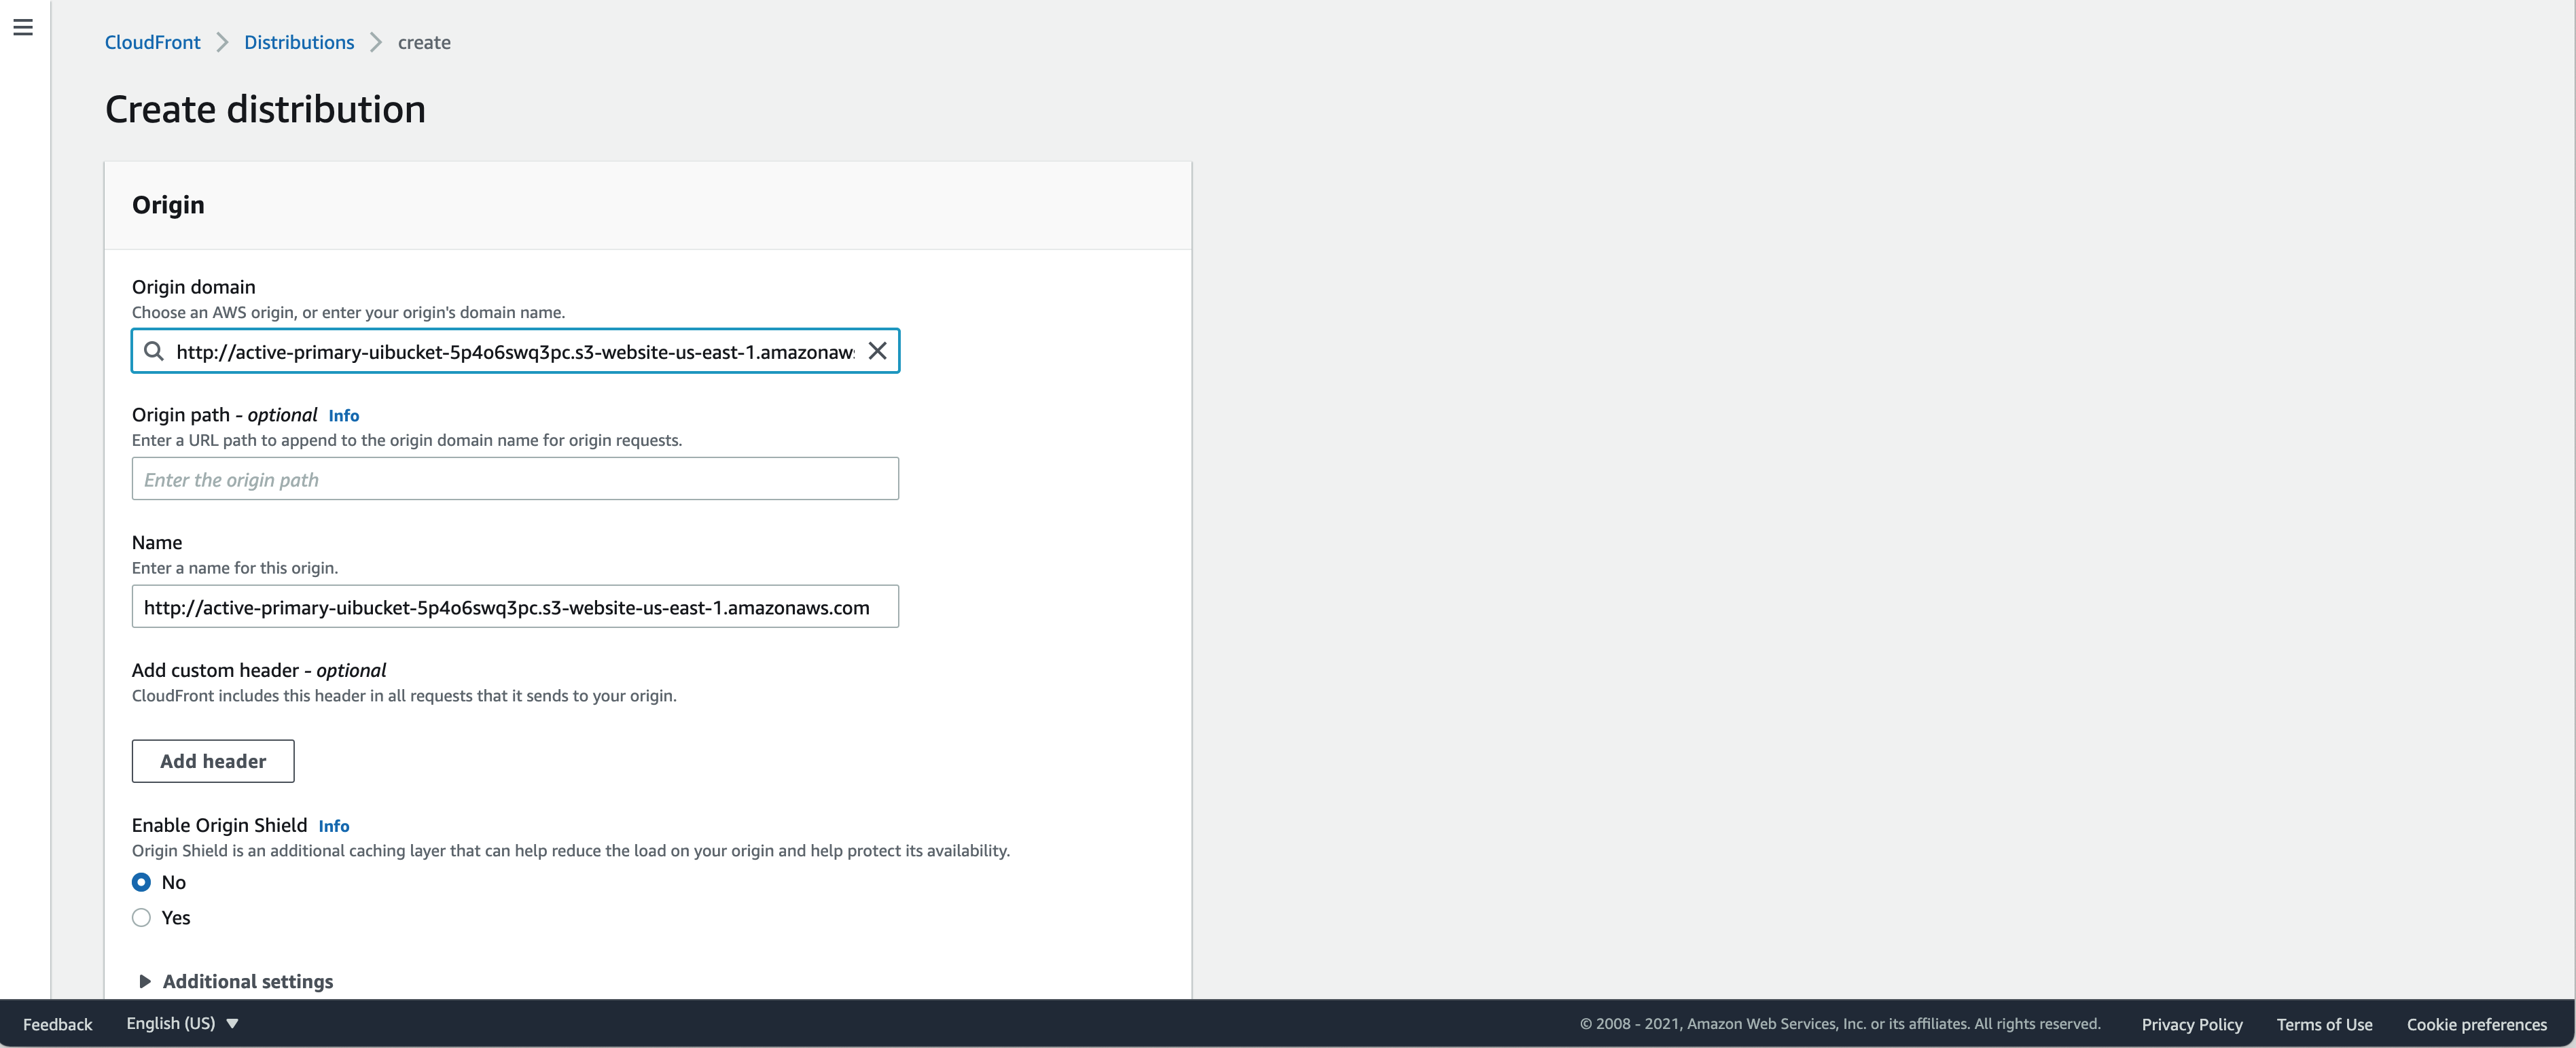 CloudFront > Distributions > create
Create distribution
Origin
Origin domain
Choose an AWS origin, or enter your origin's domain name.
http://active-primary-uibucket-5p4o6swq3pc.s3-website-us-east-1.amazonaws
Origin path - optional Info
Enter a URL path to append to the origin domain name for origin requests.
Enter the origin path
Name
Enter a name for this origin.
http://active-primary-uibucket-5p4o6swq3pc.s3-website-us-east-1.amazonaws.com
Add custom header - optional
CloudFront includes this header in all requests that it sends to your origin.
Add header
Enable Origin Shield Info
Origin Shield is an additional caching layer that can help reduce the load on your origin and help protect its availability.
No
Yes
Additional settings
Feedback English (US) © 2008 - 2021, Amazon Web Services, Inc. or its affiliates. All rights reserved. Privacy Policy Terms of Use Cookie preferences